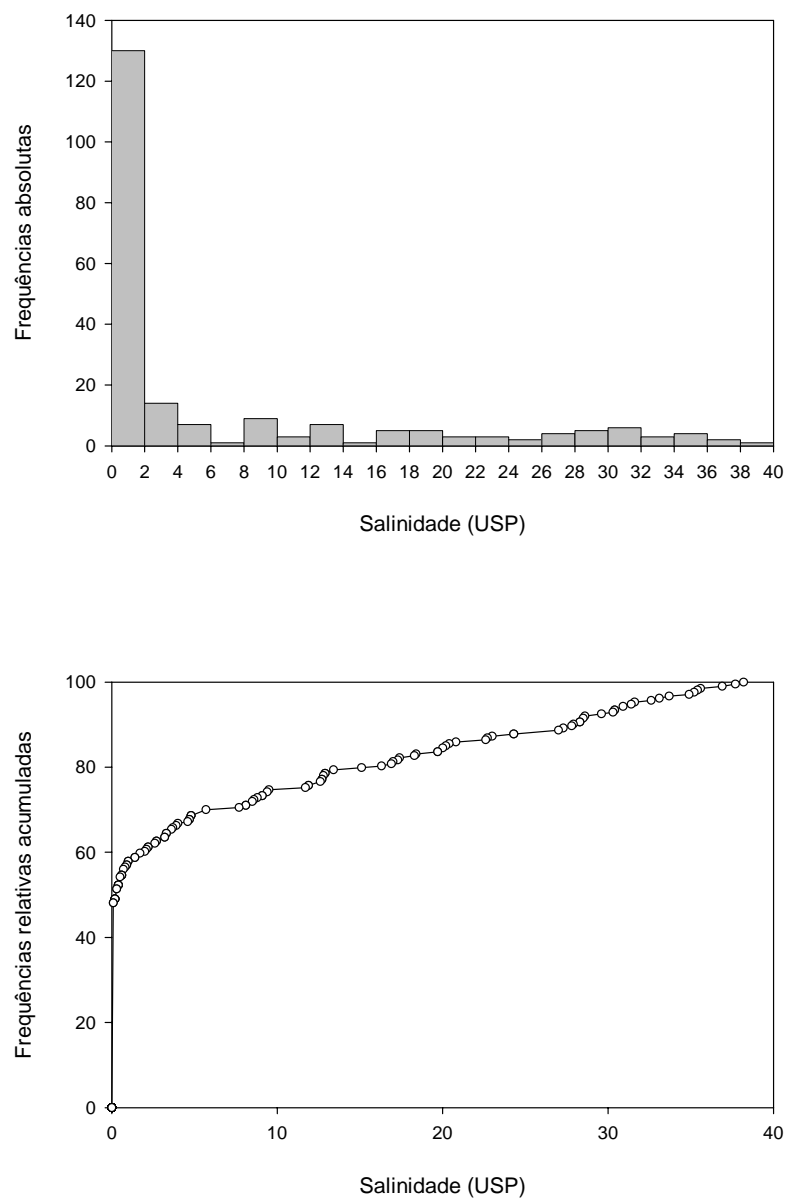 140
120
100
80
60
40
20
0
Frequências absolutas
0 2 4 6 8 10 12 14 16 18 20 22 24 26 28 30 32 34 36 38 40
Salinidade (USP)
100
80
60
40
20
0
Frequências relativas acumuladas
0 10 20 30 40
Salinidade (USP)